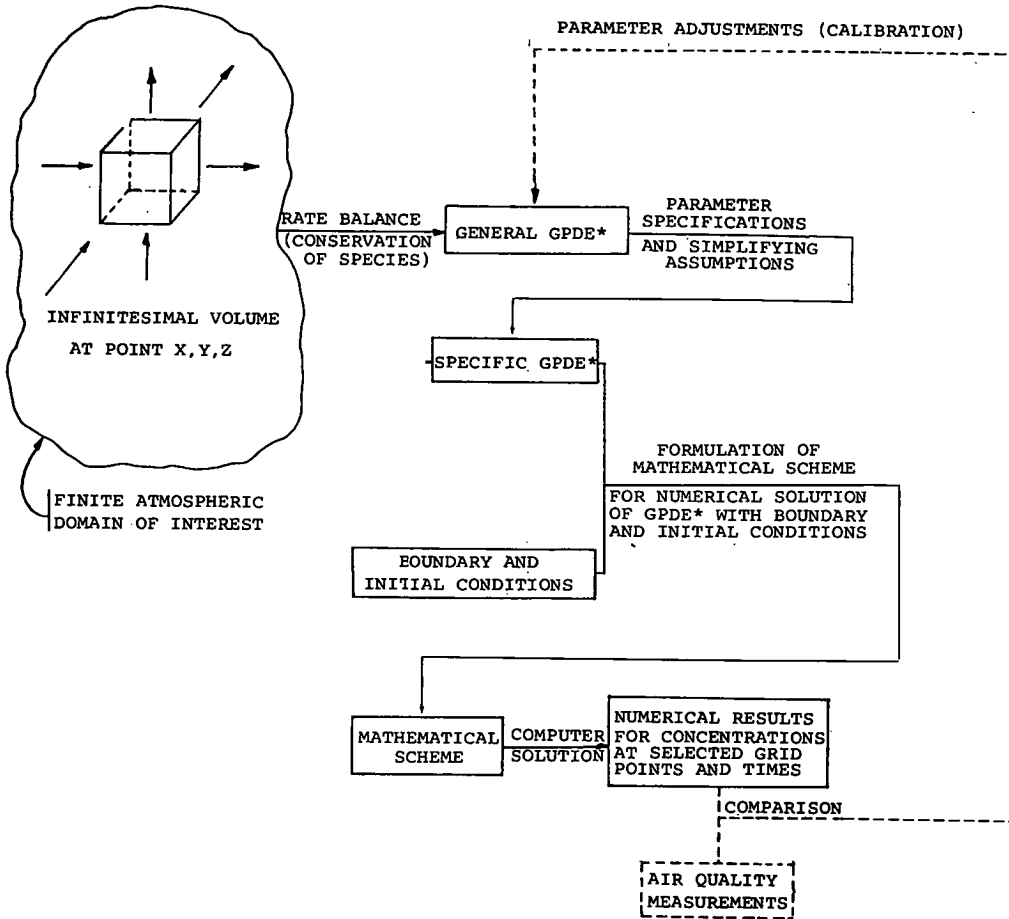 PARAMETER ADJUSTMENTS (CALIBRATION)
RATE BALANCE
(CONSERVATION
OF SPECIES)
GENERAL GPDE*
PARAMETER
SPECIFICATIONS
AND SIMPLIFYING
ASSUMPTIONS
INFINITESIMAL VOLUME
AT POINT X,Y,Z
SPECIFIC GPDE*
FINITE ATMOSPHERIC
DOMAIN OF INTEREST
FORMULATION OF
MATHEMATICAL SCHEME
FOR NUMERICAL SOLUTION
OF GPDE* WITH BOUNDARY
AND INITIAL CONDITIONS
BOUNDARY AND
INITIAL CONDITIONS
MATHEMATICAL
SCHEME
COMPUTER
SOLUTION
NUMERICAL RESULTS
FOR CONCENTRATIONS
AT SELECTED GRID
POINTS AND TIMES
COMPARISON
AIR QUALITY
MEASUREMENTS